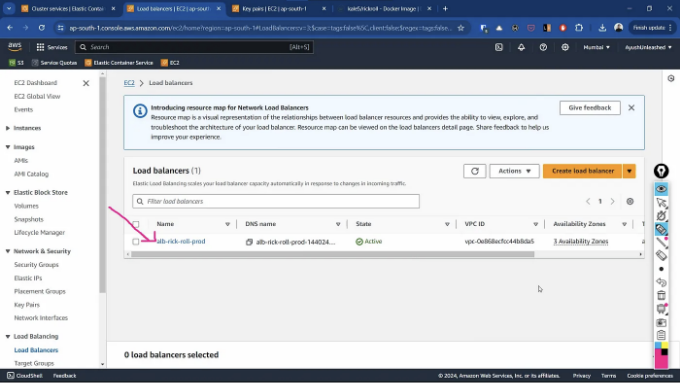 Cluster services | Elastic Contai
Load balancers | EC2 | ap-sout
Key pairs | EC2 | ap-south-1
kale5/rickroll - Docker Image |
ap-south-1.console.aws.amazon.com/ec2/home?region=ap-south-1#LoadBalancers:v=3;$case=tags:false%5C,client:false;$regex=tags:false...
Finish update
aws
Services
Search
[Alt+S]
Mumbai
AyushUnleashed
S3
Service Quotas
Elastic Container Service
EC2
EC2 Dashboard
EC2 Global View
Events
Instances
Images
AMIs
AMI Catalog
Elastic Block Store
Volumes
Snapshots
Lifecycle Manager
Network & Security
Security Groups
Elastic IPs
Placement Groups
Key Pairs
Network Interfaces
Load Balancing
Load Balancers
Target Groups
EC2 > Load balancers
Introducing resource map for Network Load Balancers
Resource map is a visual representation of the relationships between load balancer resources and provides the ability to view, explore, and
troubleshoot the architecture of your load balancer. Resource map can be viewed on the load balancers detail page. Share feedback to help us
improve your experience.
Give feedback
Load balancers (1)
Actions
Create load balancer
Elastic Load Balancing scales your load balancer capacity automatically in response to changes in incoming traffic.
Filter load balancers
1
Name
DNS name
State
VPC ID
Availability Zones
T
alb-rick-roll-prod
alb-rick-roll-prod-144024...
Active
vpc-0e868ecfcc44b8da5
3 Availability Zones
0 load balancers selected
CloudShell
Feedback
© 2024, Amazon Web Services, Inc. or its affiliates.
Privacy
Terms
Cookie preferences